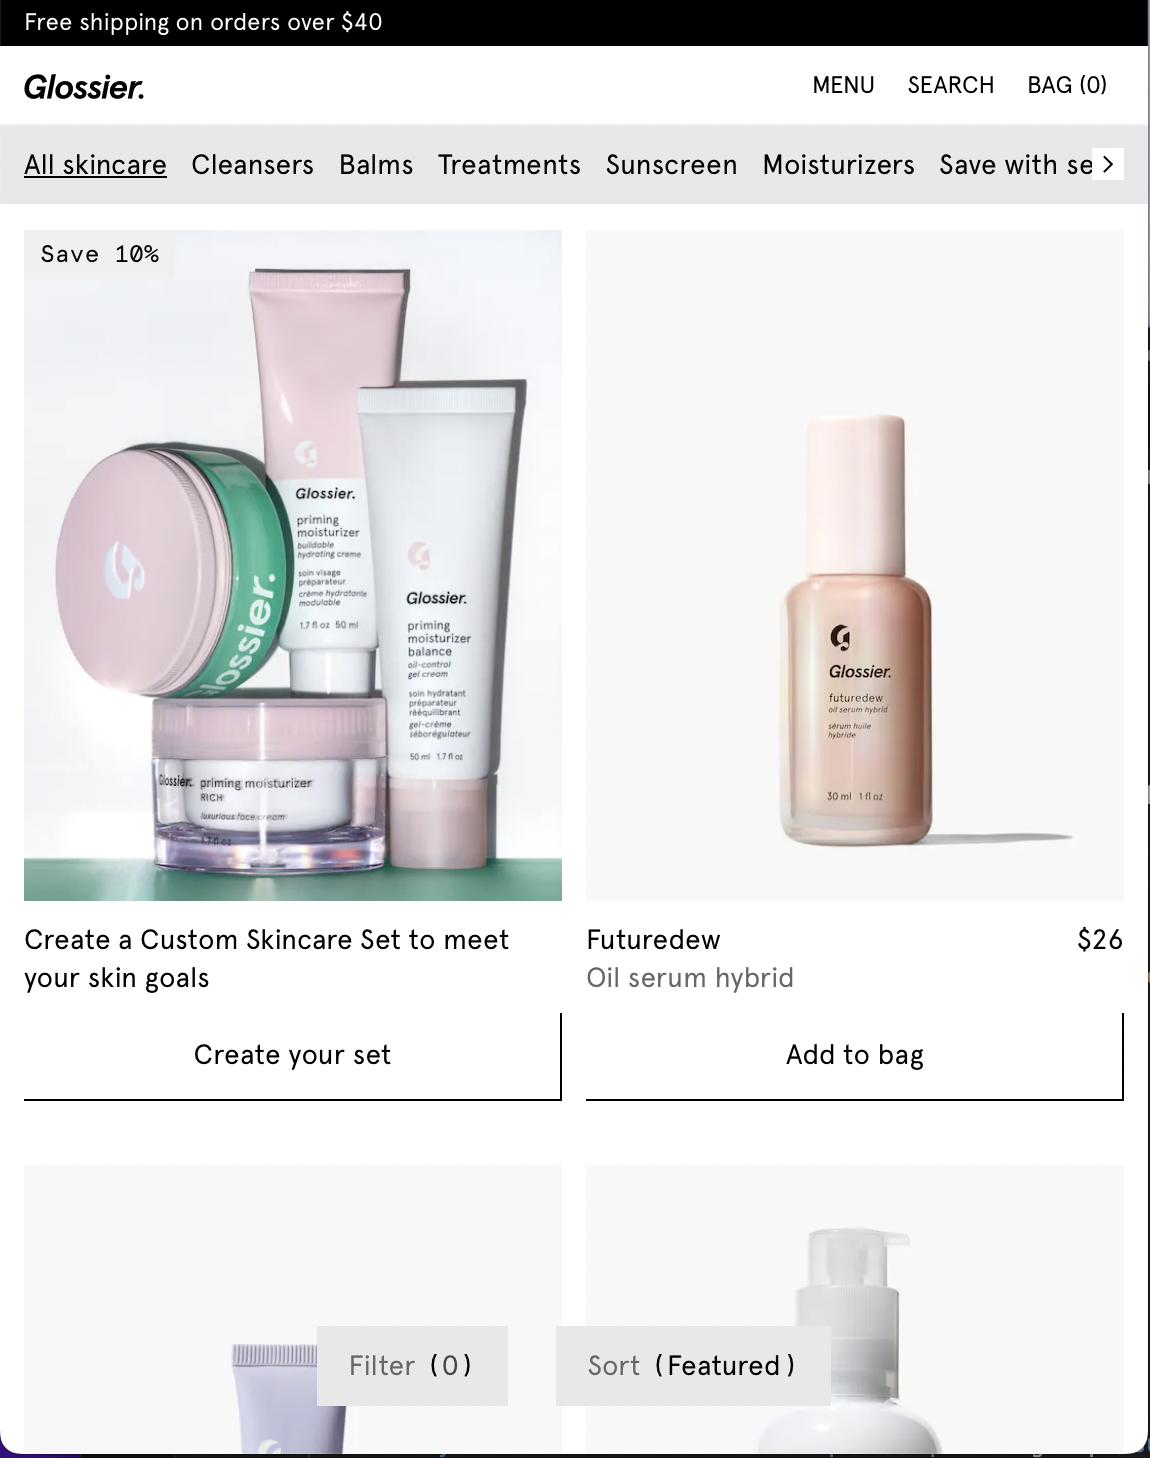 Free shipping on orders over $40
Glossier.
MENU SEARCH BAG (0)
All skincare Cleansers Balms Treatments Sunscreen Moisturizers Save with se
Save 10%
Glossier.
priming
moisturizer
buildable
hydrating creme
soin visage
préparateur
crème hydratante
modulable
1.7 fl oz 50 ml
Glossier.
priming
moisturizer
balance
oil-control
gel cream
soin hydratant
préparateur
rééquilibrant
gel-crème
séborégulateur
50 ml 1.7 fl oz
lossier.
Glossier. priming moisturizer
RICH
luxurious face cream
1.7 fl oz
Glossier.
futuredew
oil serum hybrid
sérum huile
hybride
30 ml 1 fl oz
Create a Custom Skincare Set to meet
your skin goals
Create your set
Futuredew $26
Oil serum hybrid
Add to bag
Filter (0)
Sort (Featured)